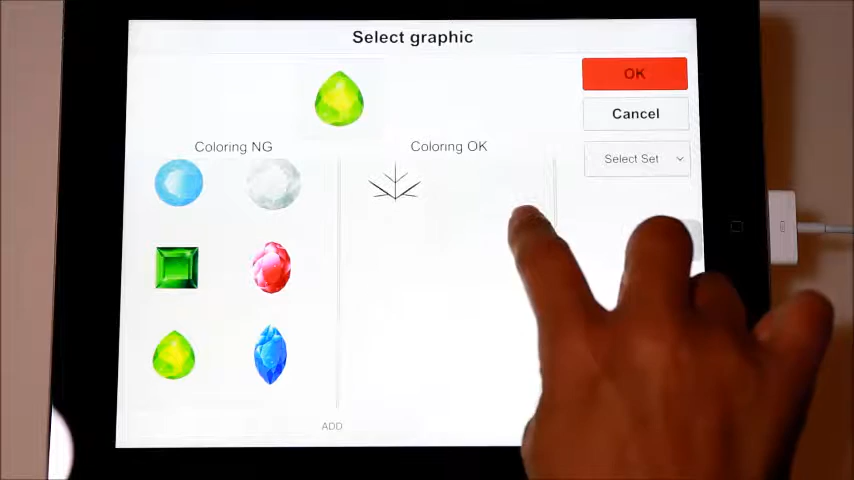 Select graphic
OK
Cancel
Coloring NG
Coloring OK
Select Set
ADD